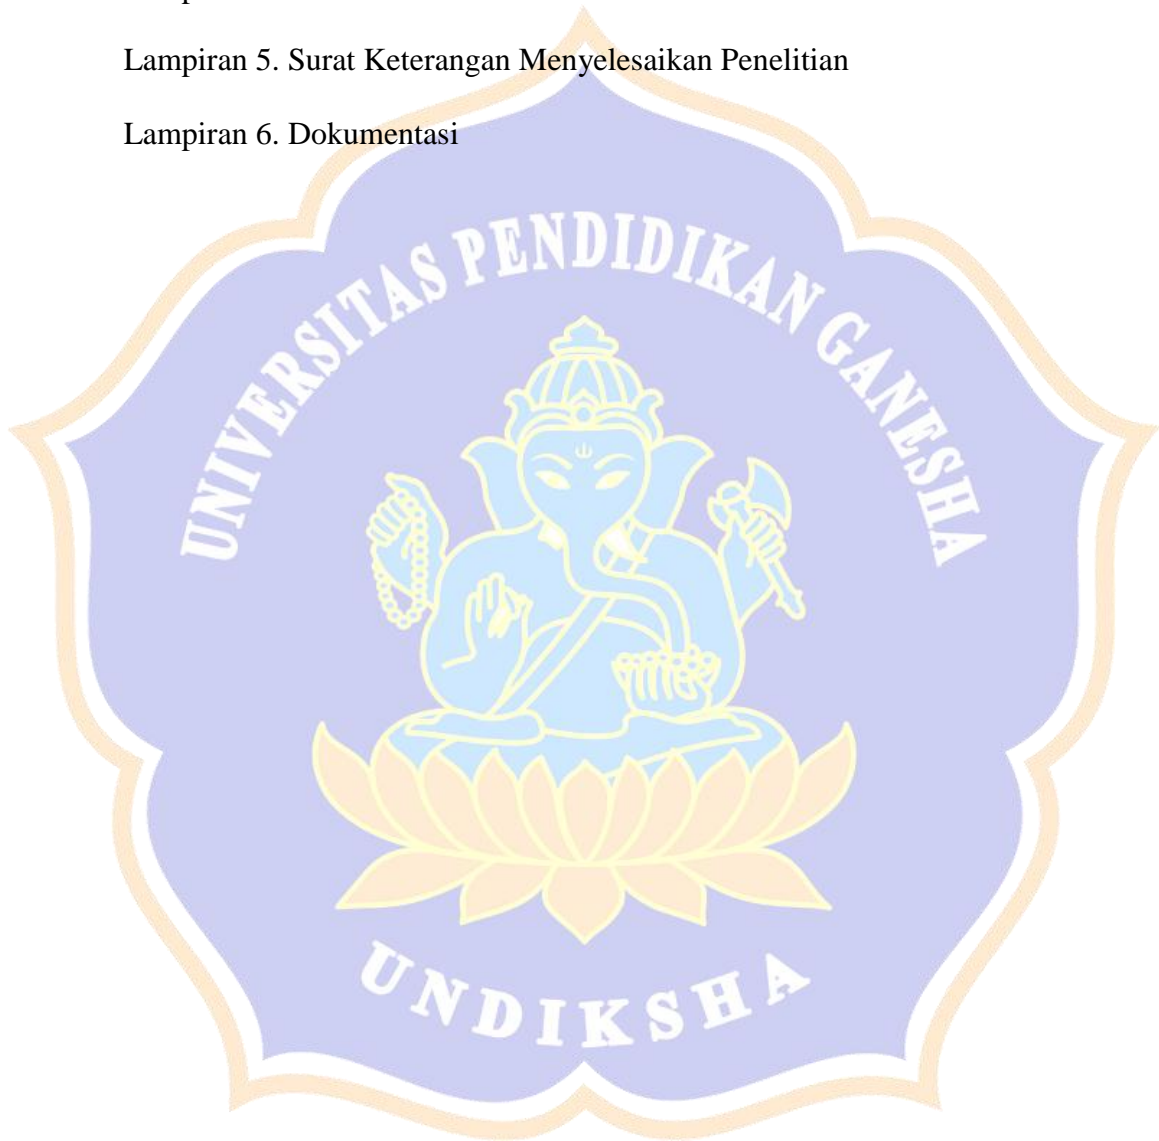 Lampiran 5. Surat Keterangan Menyelesaikan Penelitian
Lampiran 6. Dokumentasi
UNIVERSITAS PENDIDIKAN GANESHA
UNDIKSHA